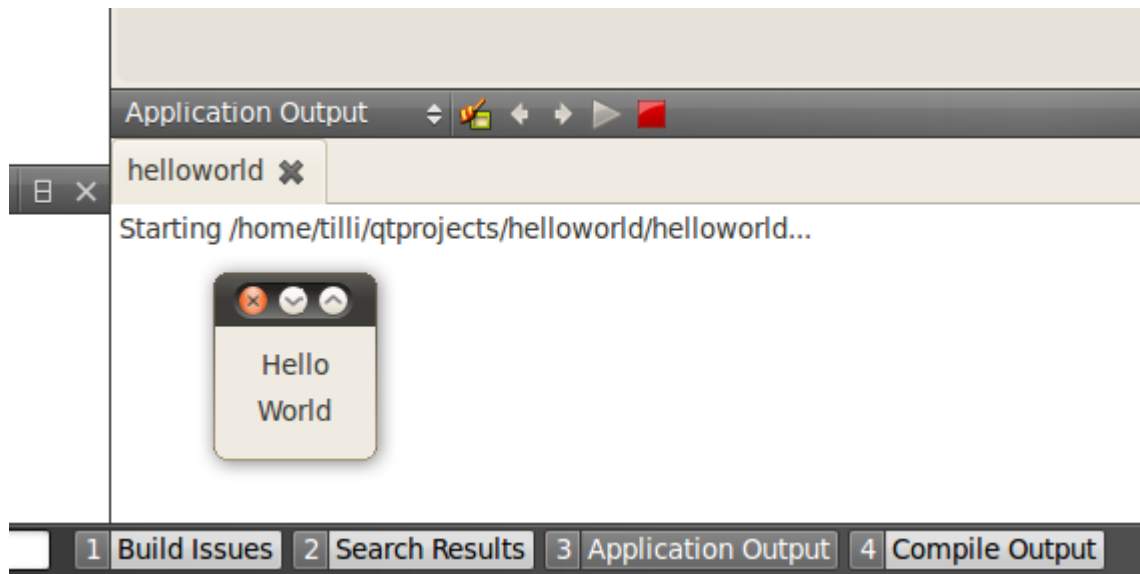 Application Output
helloworld
Starting /home/tilli/qtprojects/helloworld/helloworld...
Hello
World
1 Build Issues 2 Search Results 3 Application Output 4 Compile Output